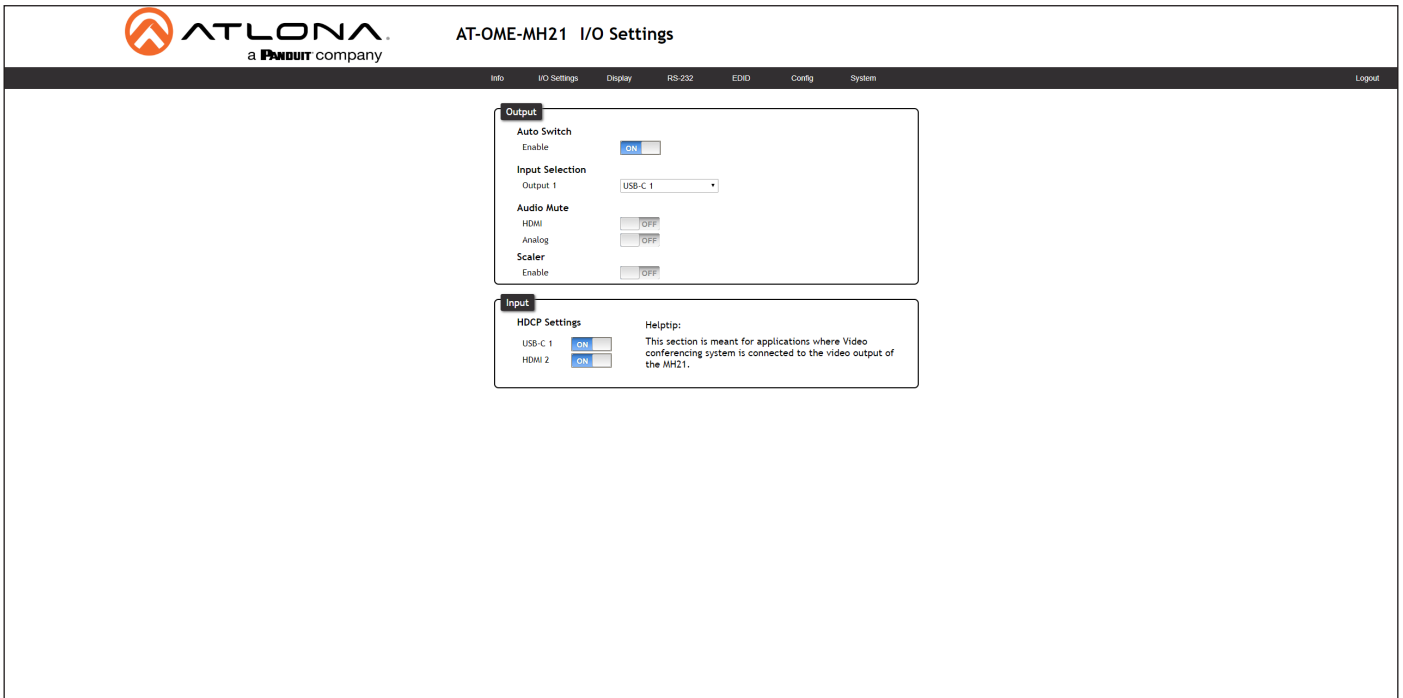 ATLONA.
a PANDUIT company
AT-OME-MH21 I/O Settings
Info I/O Settings Display RS-232 EDID Config System Logout
Output
Auto Switch
Enable ON
Input Selection
Output 1 USB-C 1
Audio Mute
HDMI OFF
Analog OFF
Scaler
Enable OFF
Input
HDCP Settings
USB-C 1 ON
HDMI 2 ON
Helptip:
This section is meant for applications where Video
conferencing system is connected to the video output of
the MH21.